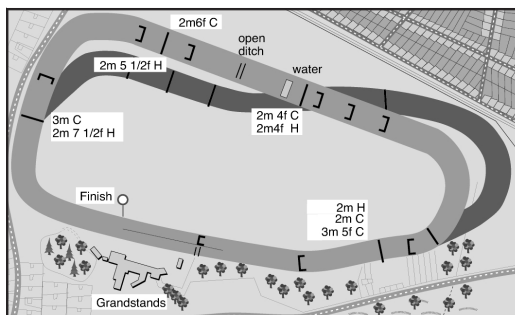 2m6f C
open
ditch
2m 5 1/2f H
water
2m 4f C
2m4f H
3m C
2m 7 1/2f H
Finish
2m H
2m C
3m 5f C
Grandstands